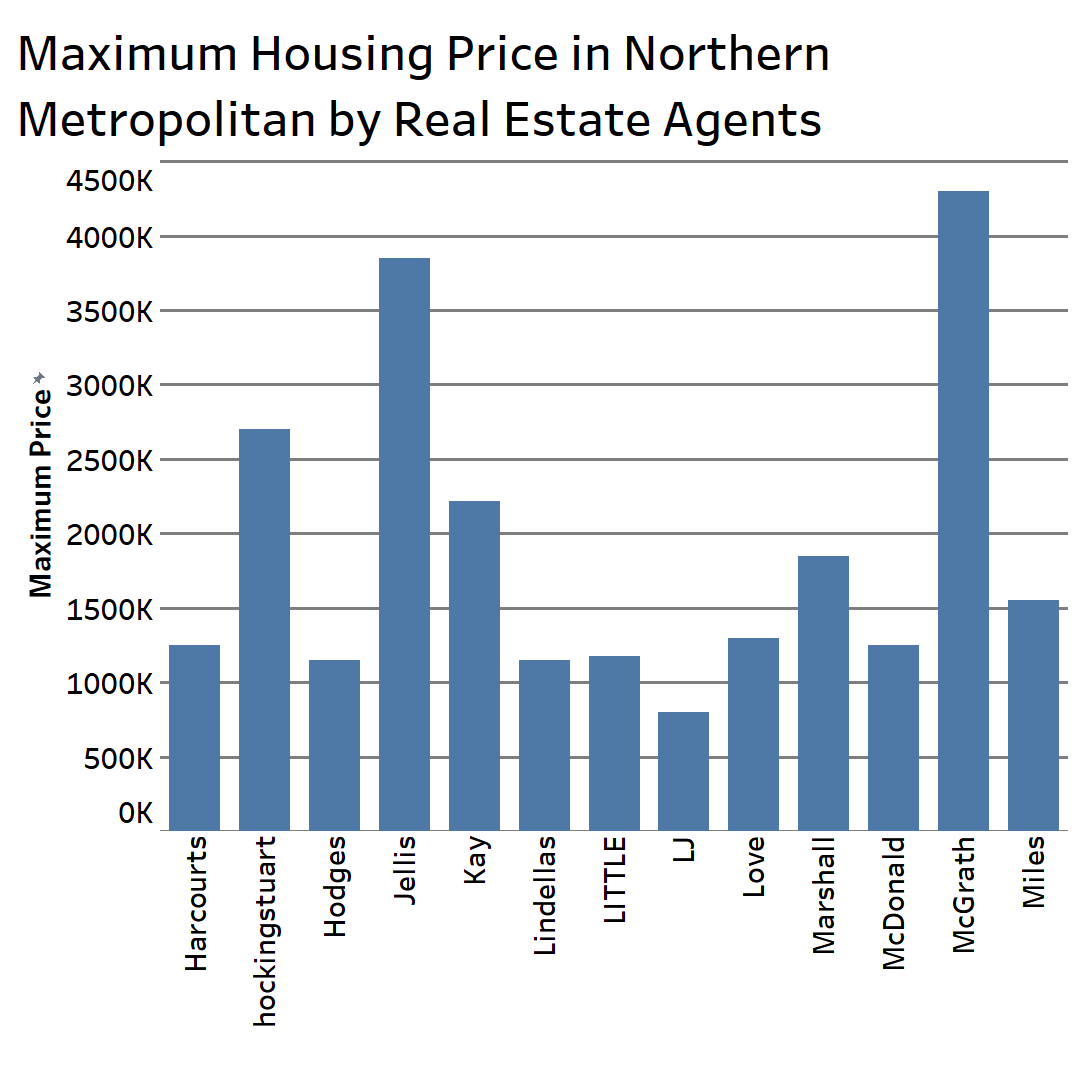 Maximum Housing Price in Northern
Metropolitan by Real Estate Agents
Maximum Price
4500K
4000K
3500K
3000K
2500K
2000K
1500K
1000K
500K
0K
Harcourts
hockingstuart
Hodges
Jellis
Kay
Lindellas
LITTLE
LJ
Love
Marshall
McDonald
McGrath
Miles